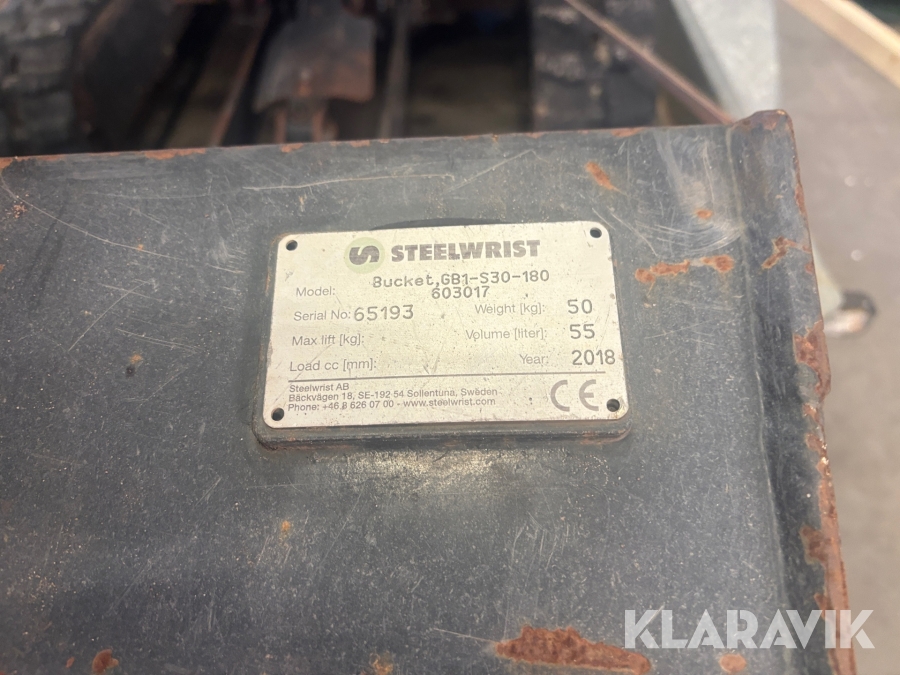 STEELWRIST
Model: Bucket,GB1-S30-180
603017
Serial No: 65193 Weight [kg]: 50
Max lift [kg]: Volume [liter]: 55
Load cc [mm]: Year: 2018
Steelwrist AB
Bäckvägen 18, SE-192 54 Sollentuna, Sweden
Phone: +46 8 626 07 00 - www.steelwrist.com
CE
KLARAVIK